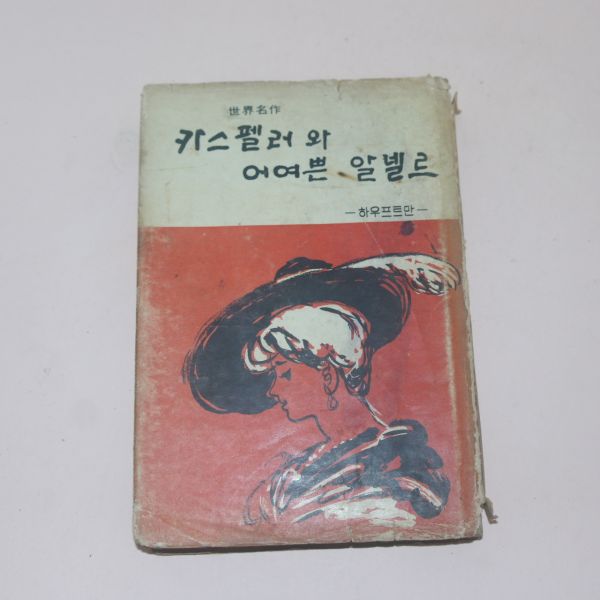 世界名作
카스펠러와
어여쁜 알넬르
—하우프트만—